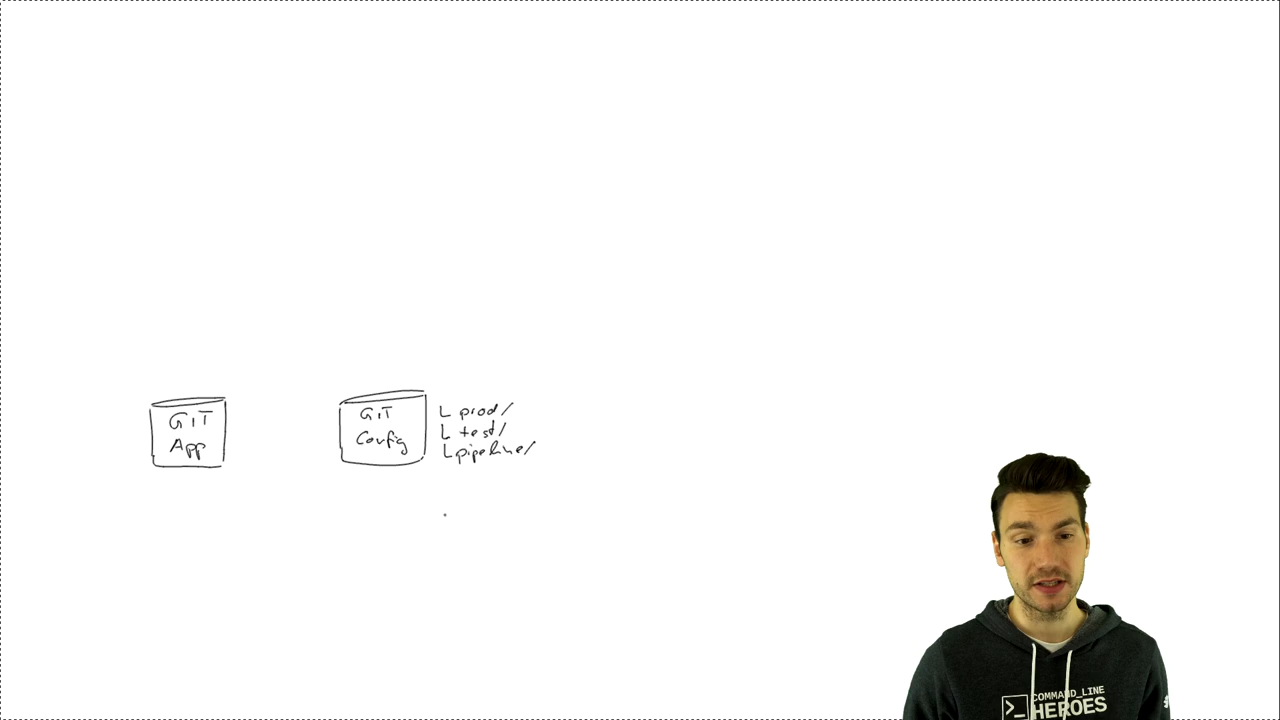 GIT
App
GIT
Config
L prod/
L test/
L pipeline/
>_ COMMAND_LINE
HEROES